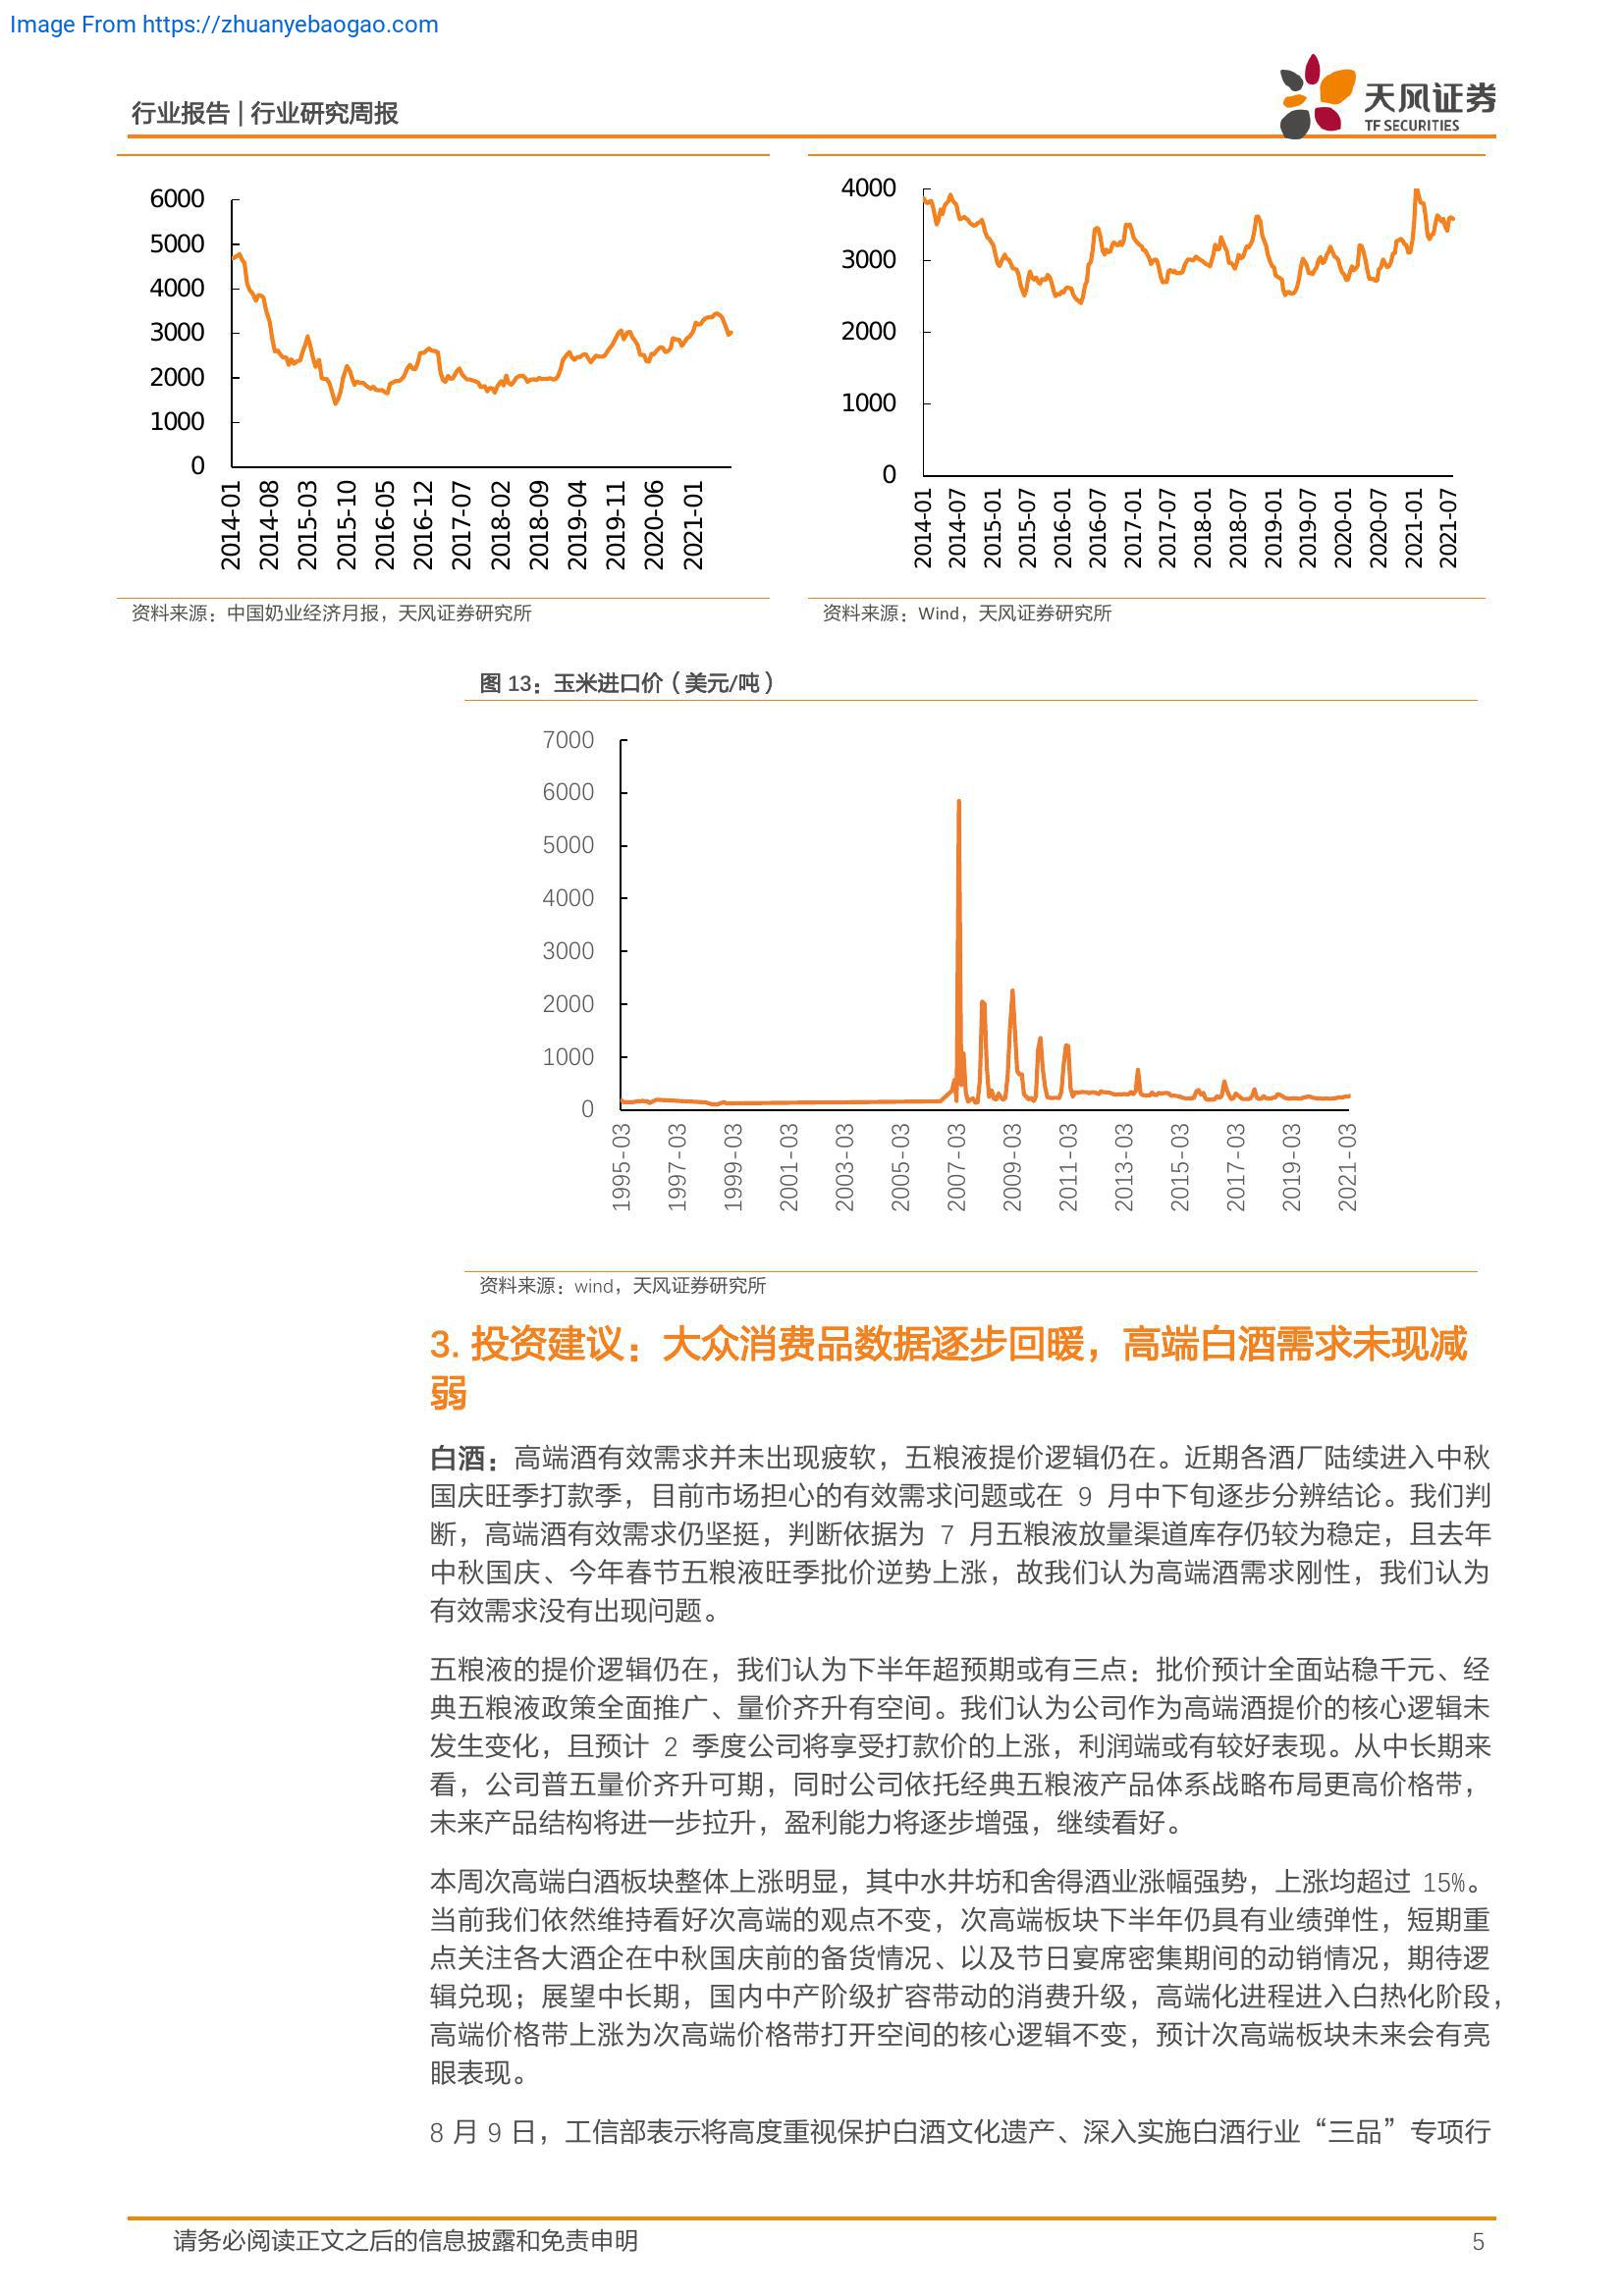 Image From https://zhuanyebaogao.com
行业报告 | 行业研究周报
天风证券
TF SECURITIES
6000
5000
4000
3000
2000
1000
0
2014-01
2014-08
2015-03
2015-10
2016-05
2016-12
2017-07
2018-02
2018-09
2019-04
2019-11
2020-06
2021-01
4000
3000
2000
1000
0
2014-01
2014-07
2015-01
2015-07
2016-01
2016-07
2017-01
2017-07
2018-01
2018-07
2019-01
2019-07
2020-01
2020-07
2021-01
2021-07
资料来源：中国奶业经济月报，天风证券研究所
资料来源：Wind，天风证券研究所
图 13：玉米进口价（美元/吨）
7000
6000
5000
4000
3000
2000
1000
0
1995-03
1997-03
1999-03
2001-03
2003-03
2005-03
2007-03
2009-03
2011-03
2013-03
2015-03
2017-03
2019-03
2021-03
资料来源：wind，天风证券研究所
3. 投资建议：大众消费品数据逐步回暖，高端白酒需求未现减
弱
白酒：高端酒有效需求并未出现疲软，五粮液提价逻辑仍在。近期各酒厂陆续进入中秋
国庆旺季打款季，目前市场担心的有效需求问题或在 9 月中下旬逐步分辨结论。我们判
断，高端酒有效需求仍坚挺，判断依据为 7 月五粮液放量渠道库存仍较为稳定，且去年
中秋国庆、今年春节五粮液旺季批价逆势上涨，故我们认为高端酒需求刚性，我们认为
有效需求没有出现问题。
五粮液的提价逻辑仍在，我们认为下半年超预期或有三点：批价预计全面站稳千元、经
典五粮液政策全面推广、量价齐升有空间。我们认为公司作为高端酒提价的核心逻辑未
发生变化，且预计 2 季度公司将享受打款价的上涨，利润端或有较好表现。从中长期来
看，公司普五量价齐升可期，同时公司依托经典五粮液产品体系战略布局更高价格带，
未来产品结构将进一步拉升，盈利能力将逐步增强，继续看好。
本周次高端白酒板块整体上涨明显，其中水井坊和舍得酒业涨幅强势，上涨均超过 15%。
当前我们依然维持看好次高端的观点不变，次高端板块下半年仍具有业绩弹性，短期重
点关注各大酒企在中秋国庆前的备货情况、以及节日宴席密集期间的动销情况，期待逻
辑兑现；展望中长期，国内中产阶级扩容带动的消费升级，高端化进程进入白热化阶段，
高端价格带上涨为次高端价格带打开空间的核心逻辑不变，预计次高端板块未来会有亮
眼表现。
8 月 9 日，工信部表示将高度重视保护白酒文化遗产、深入实施白酒行业“三品”专项行
请务必阅读正文之后的信息披露和免责申明
5